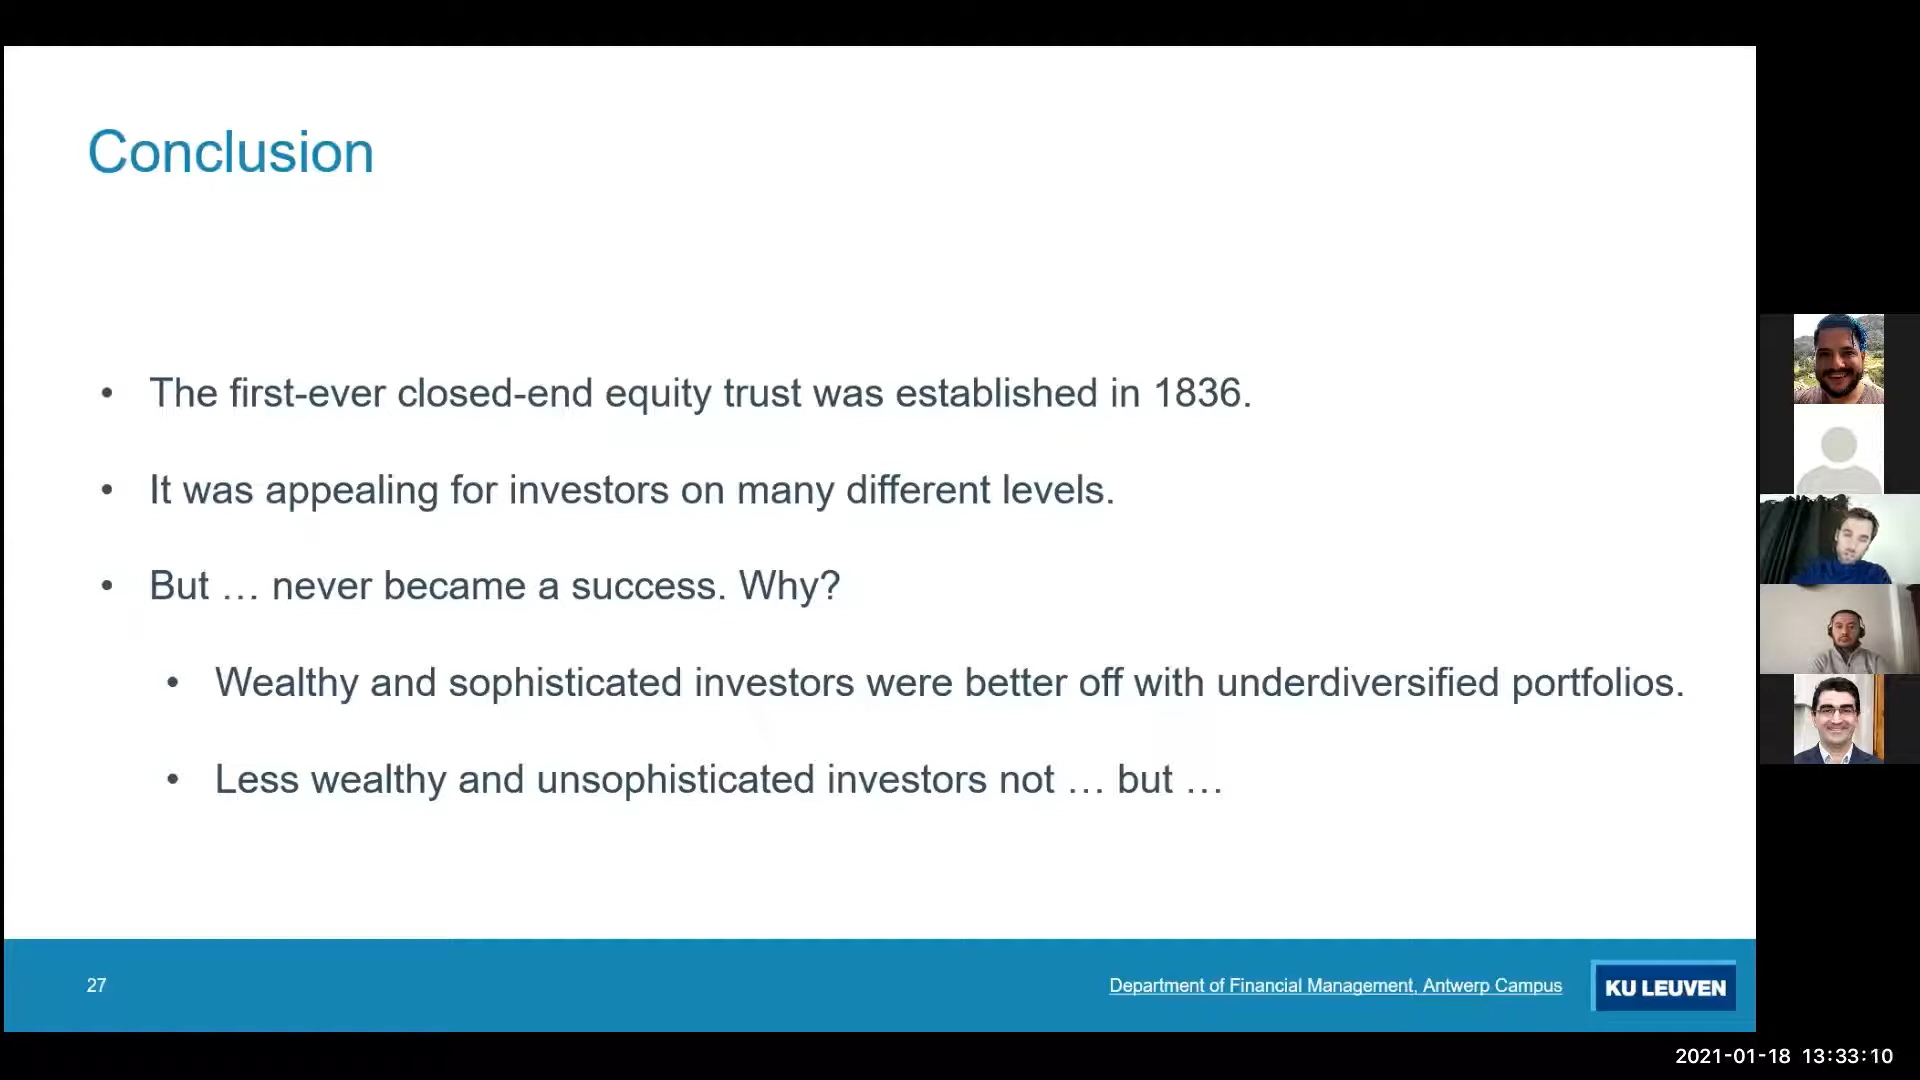 Conclusion
• The first-ever closed-end equity trust was established in 1836.
• It was appealing for investors on many different levels.
• But … never became a success. Why?
• Wealthy and sophisticated investors were better off with underdiversified portfolios.
• Less wealthy and unsophisticated investors not … but …
27
Department of Financial Management, Antwerp Campus
KU LEUVEN
2021-01-18 13:33:10